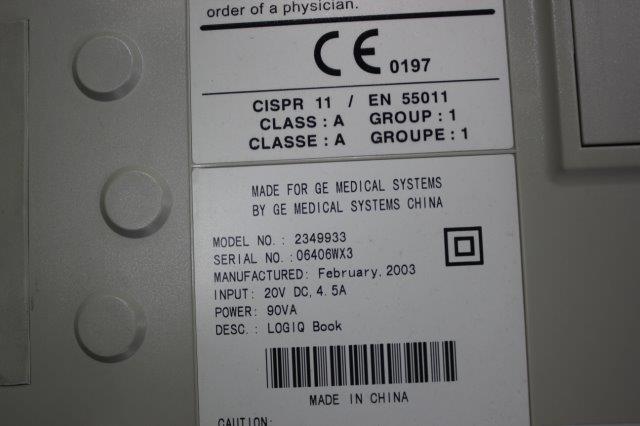 order of a physician.
CE 0197
CISPR 11 / EN 55011
CLASS : A GROUP : 1
CLASSE : A GROUPE : 1
MADE FOR GE MEDICAL SYSTEMS
BY GE MEDICAL SYSTEMS CHINA
MODEL NO. : 2349933
SERIAL NO. : 06406WX3
MANUFACTURED: February, 2003
INPUT: 20V DC, 4.5A
POWER: 90VA
DESC. : LOGIQ Book
MADE IN CHINA
CAUTION: